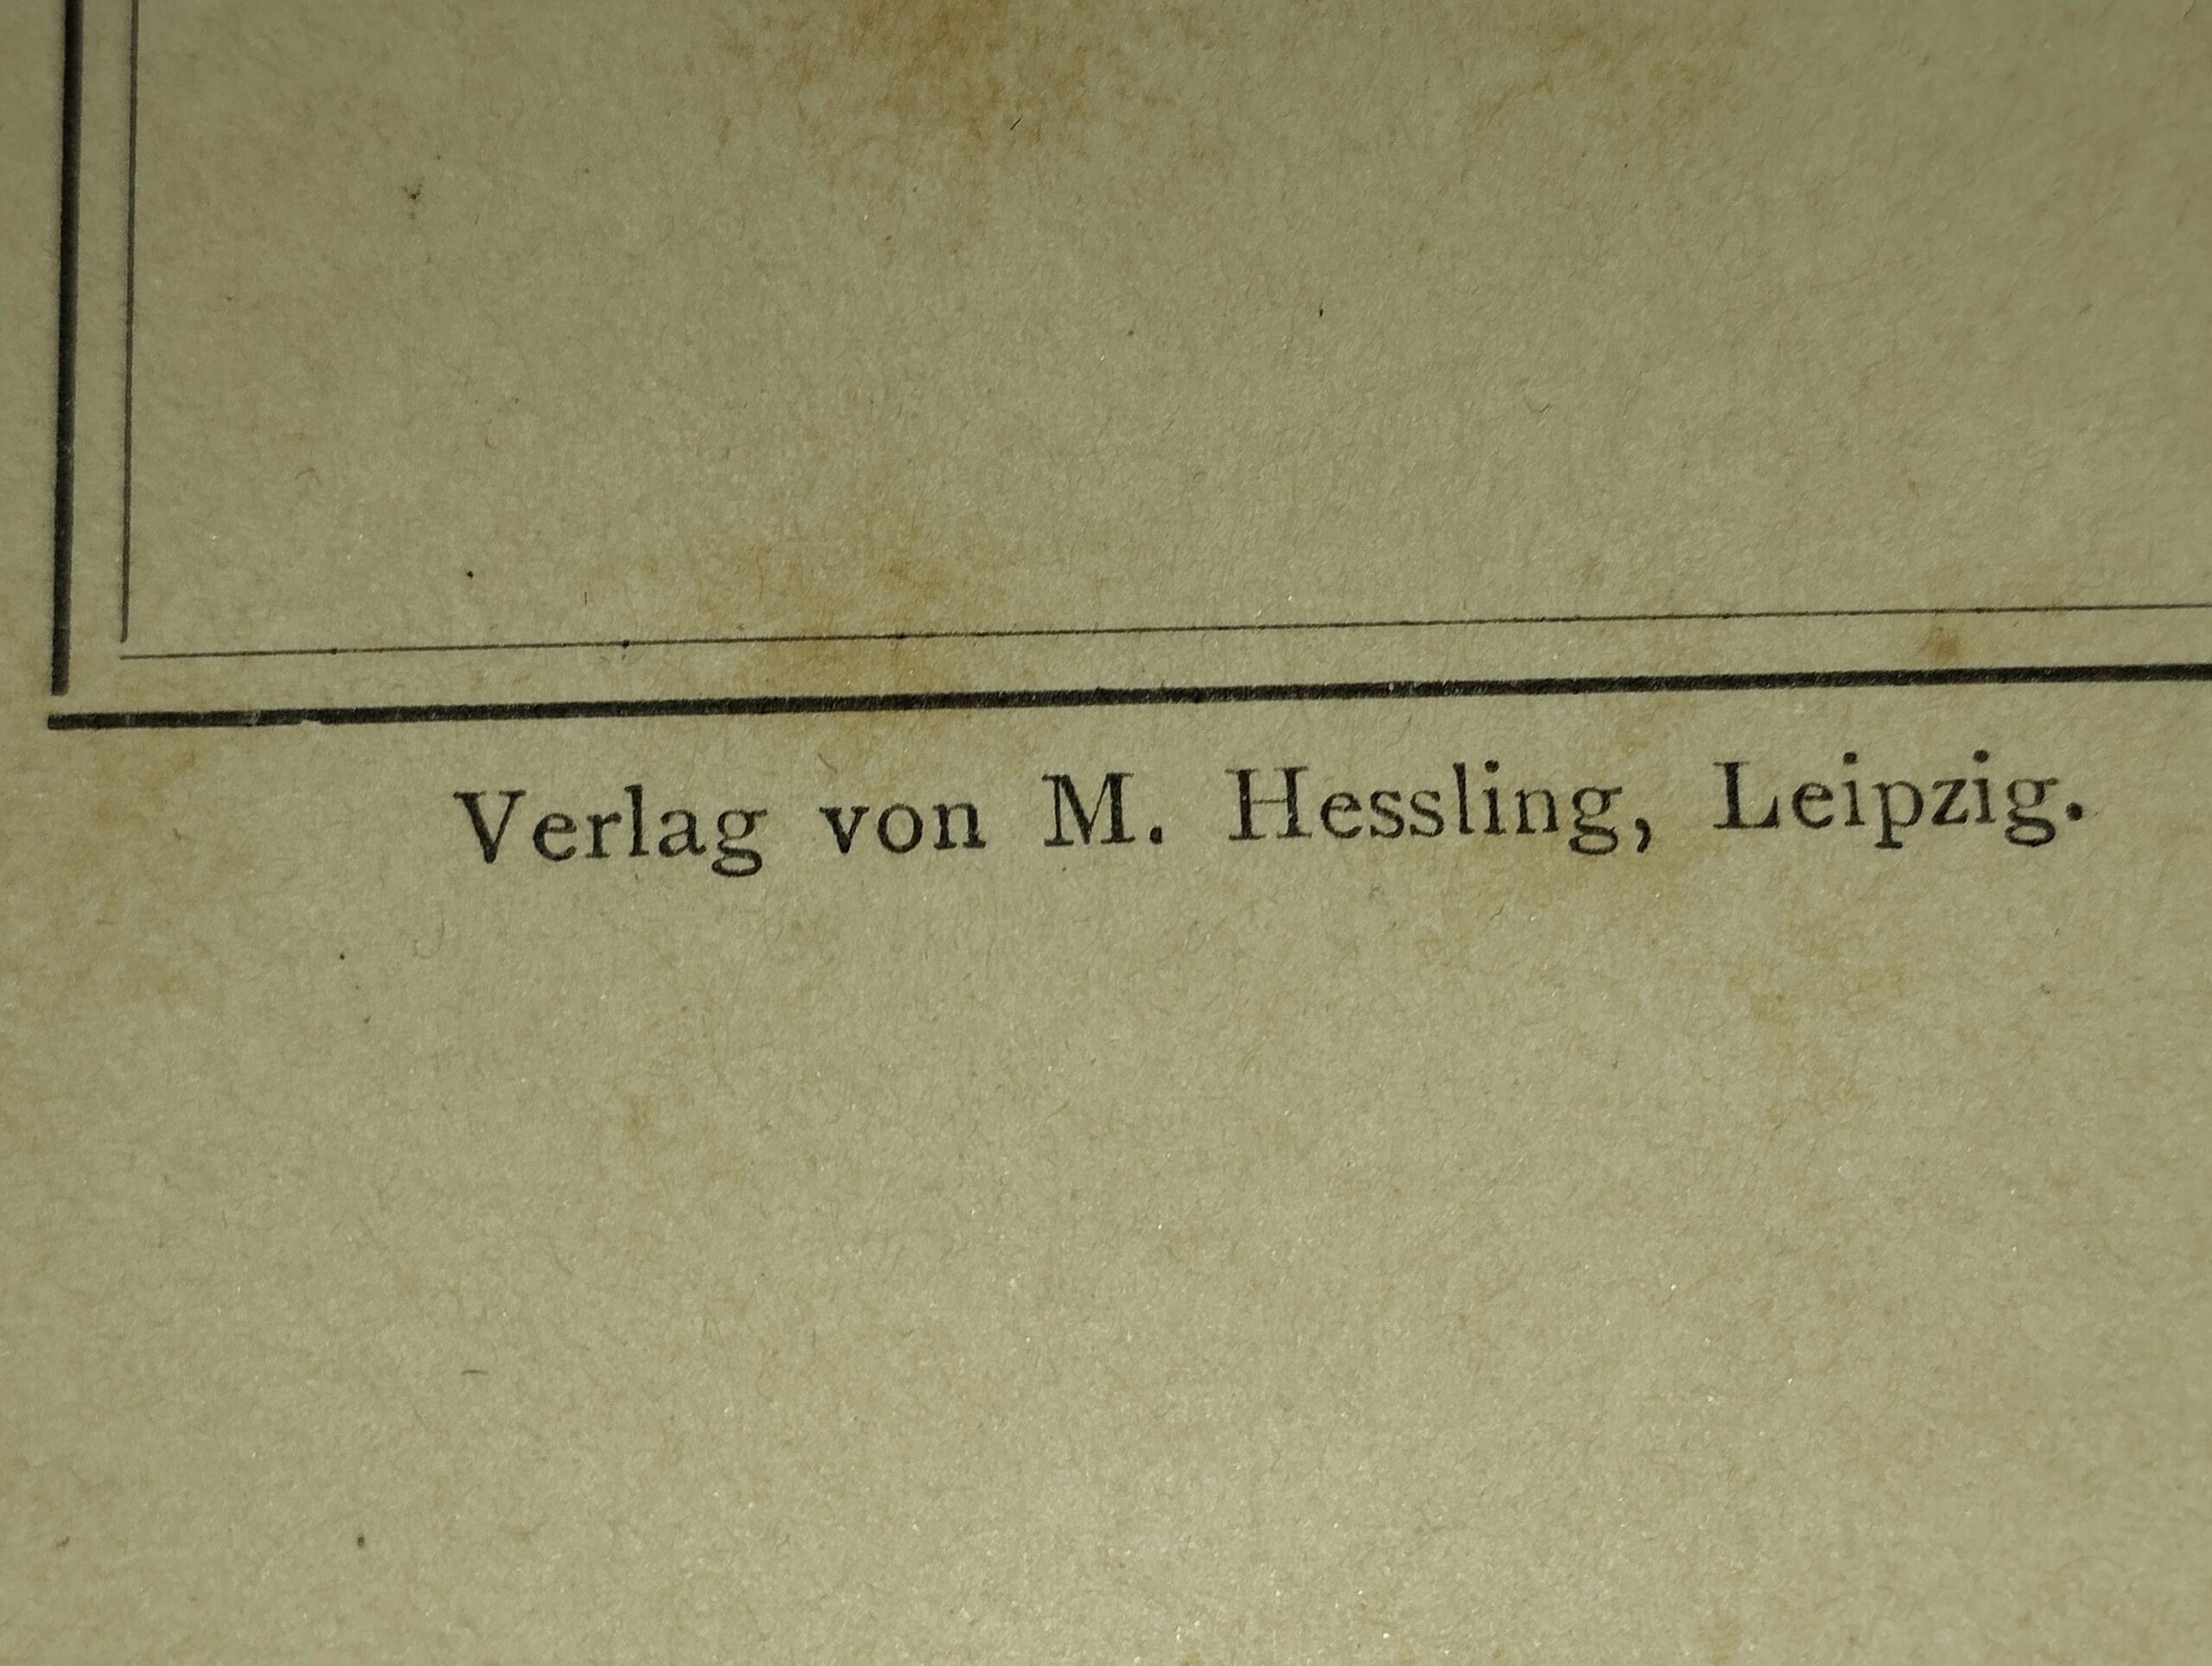 Verlag von M. Hessling, Leipzig.